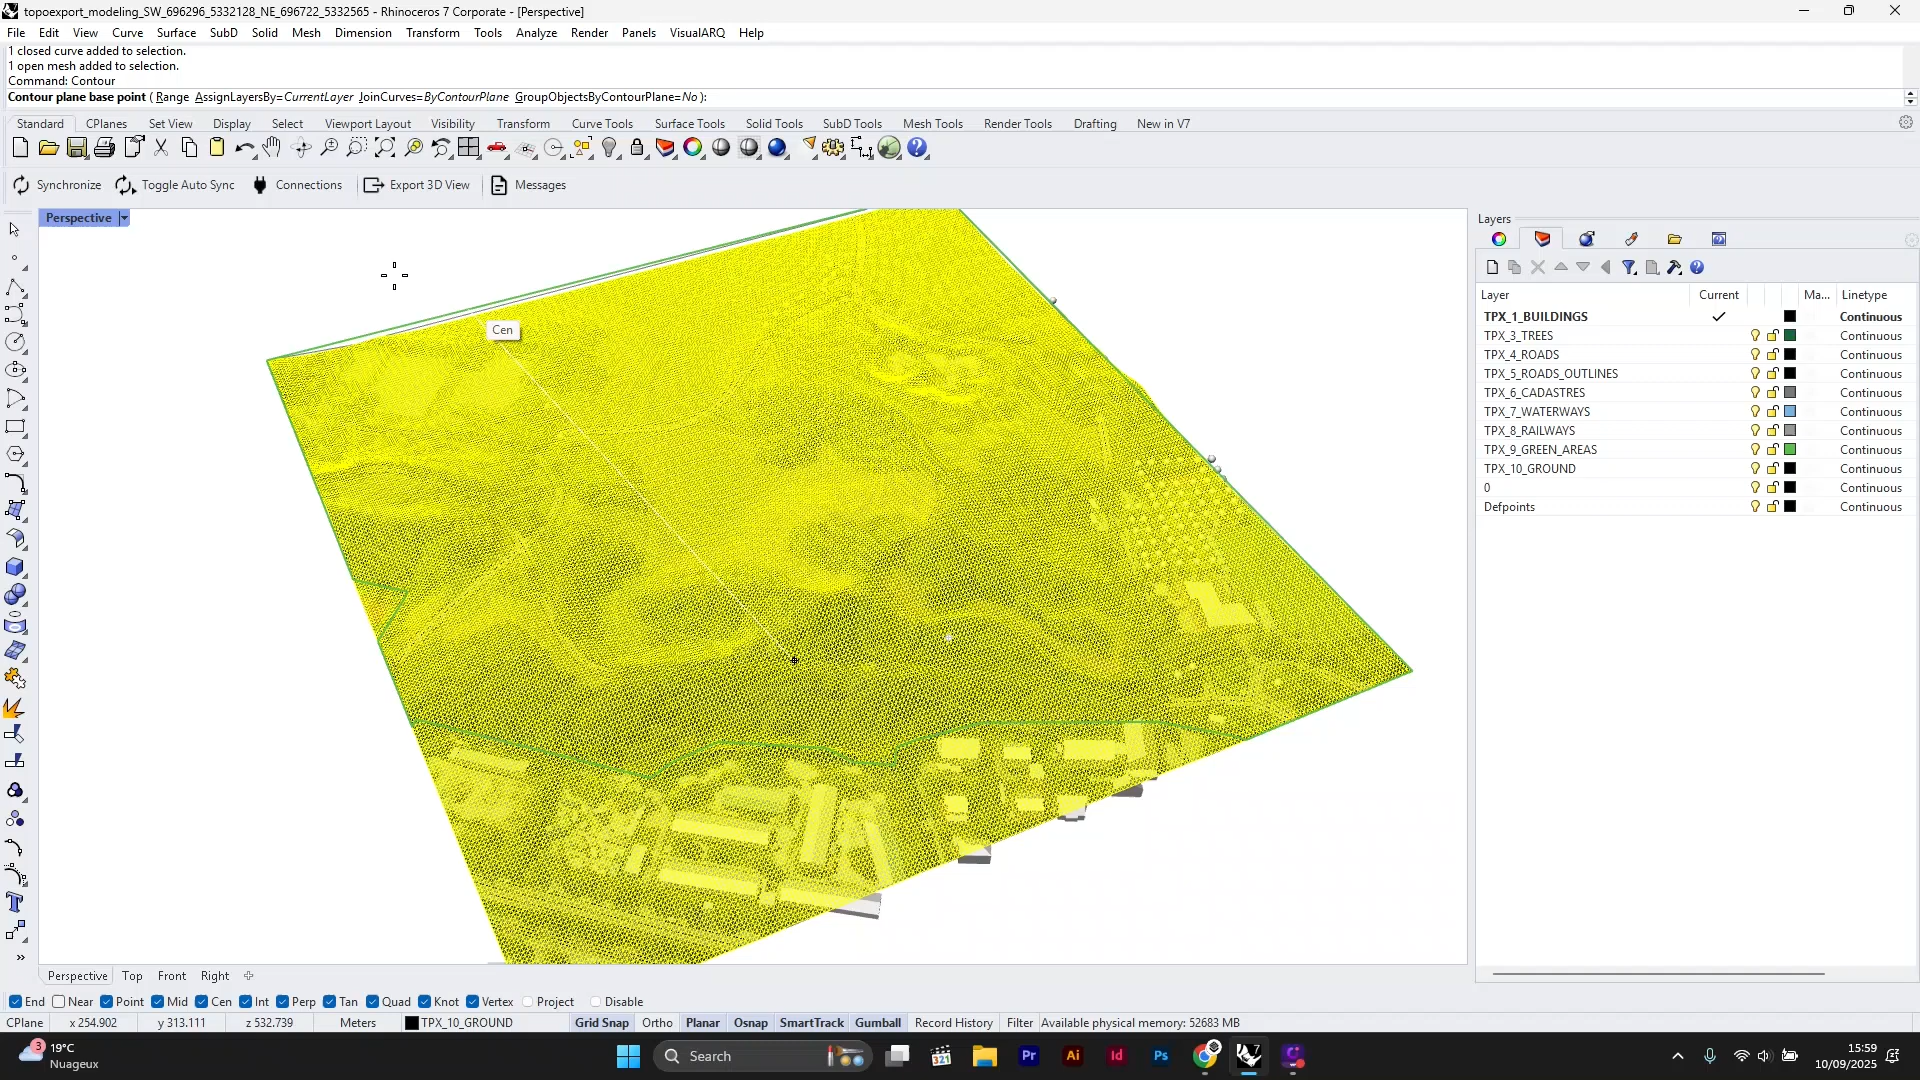 topoexport_modeling_SW_696296_5332128_NE_696722_5332565 - Rhinoceros 7 Corporate - [Perspective]
File Edit View Curve Surface SubD Solid Mesh Dimension Transform Tools Analyze Render Panels VisualARQ Help
1 closed curve added to selection.
1 open mesh added to selection.
Command: Contour
Contour plane base point ( Range AssignLayersBy=CurrentLayer JoinCurves=ByContourPlane GroupObjectsByContourPlane=No ):
Standard CPlanes Set View Display Select Viewport Layout Visibility Transform Curve Tools Surface Tools Solid Tools SubD Tools Mesh Tools Render Tools Drafting New in V7
Synchronize Toggle Auto Sync Connections Export 3D View Messages
Perspective
Cen
Layers
Layer Current Ma... Linetype
TPX_1_BUILDINGS Continuous
TPX_3_TREES Continuous
TPX_4_ROADS Continuous
TPX_5_ROADS_OUTLINES Continuous
TPX_6_CADASTRES Continuous
TPX_7_WATERWAYS Continuous
TPX_8_RAILWAYS Continuous
TPX_9_GREEN_AREAS Continuous
TPX_10_GROUND Continuous
0 Continuous
Defpoints Continuous
Perspective Top Front Right
End Near Point Mid Cen Int Perp Tan Quad Knot Vertex Project Disable
CPlane x 254.902 y 313.111 z 532.739 Meters TPX_10_GROUND Grid Snap Ortho Planar Osnap SmartTrack Gumball Record History Filter Available physical memory: 52683 MB
3
19°C
Nuageux
Search
321
Pr
Ai
Id
Ps
7
15:59
10/09/2025